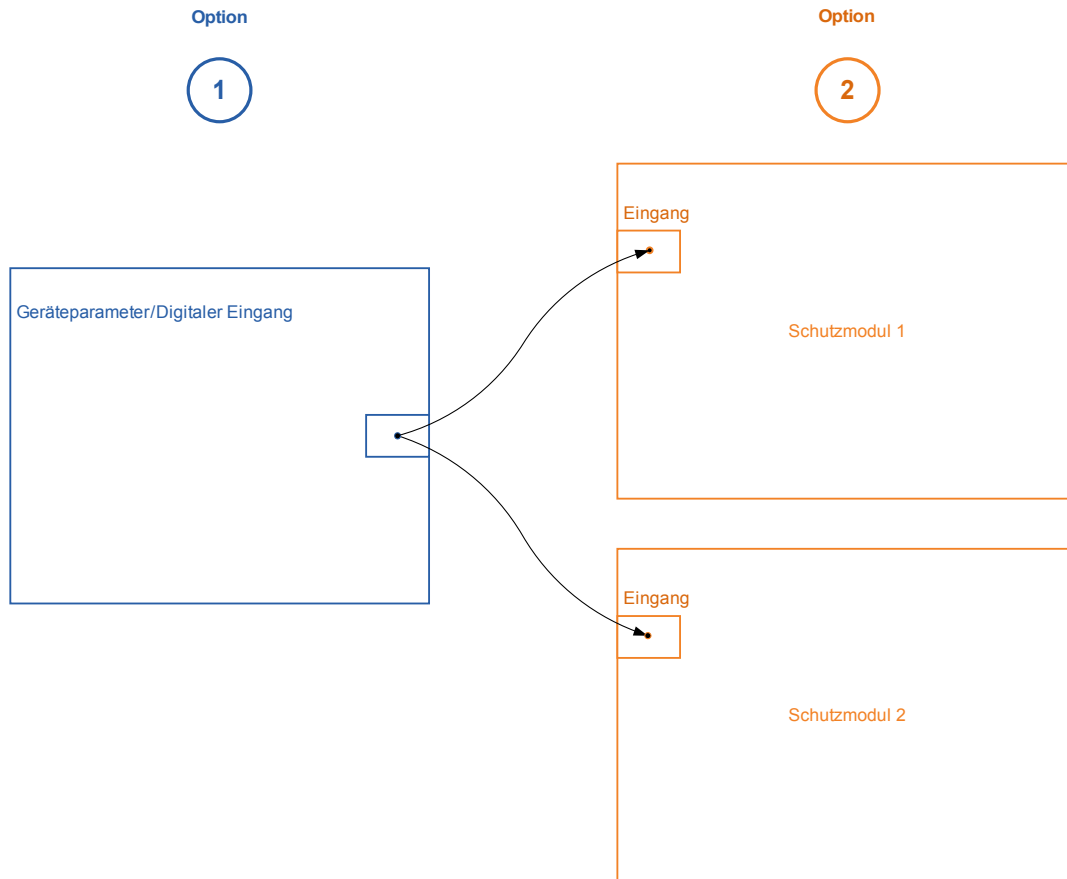 Option
Option
1
2
Eingang
Geräteparameter/Digitaler Eingang
Schutzmodul 1
Eingang
Schutzmodul 2